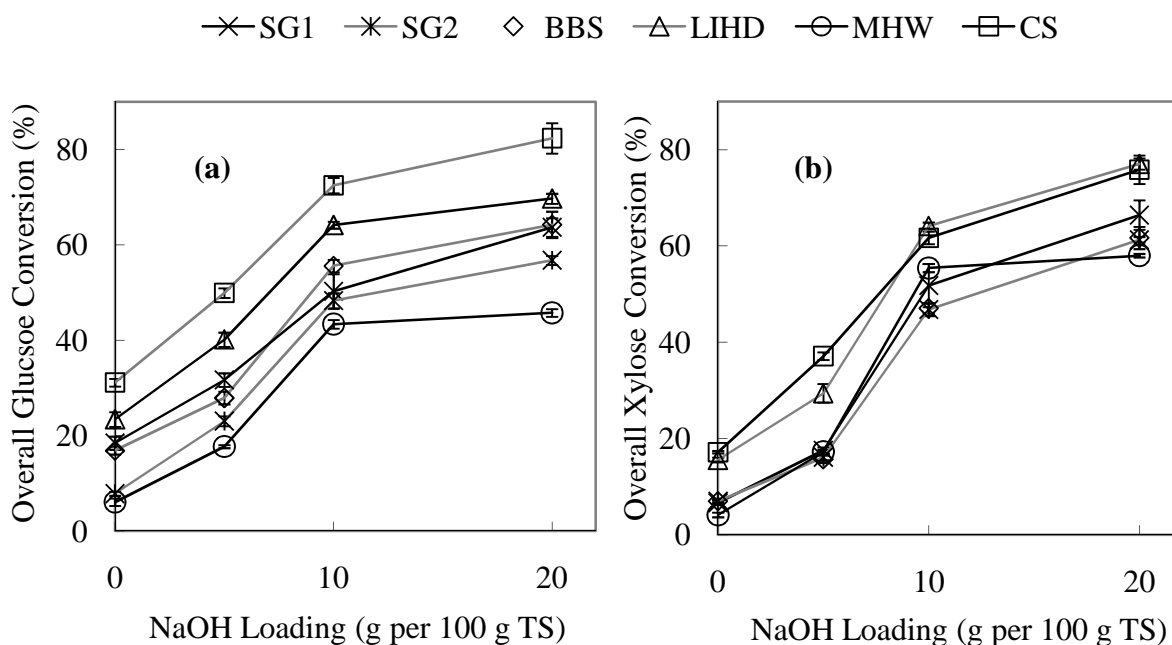 SG1 SG2 BBS LIHD MHW CS
Overall Glucsoe Conversion (%)
80
60
40
20
0
(a)
0 10 20
NaOH Loading (g per 100 g TS)
Overall Xylose Conversion (%)
80
60
40
20
0
(b)
0 10 20
NaOH Loading (g per 100 g TS)